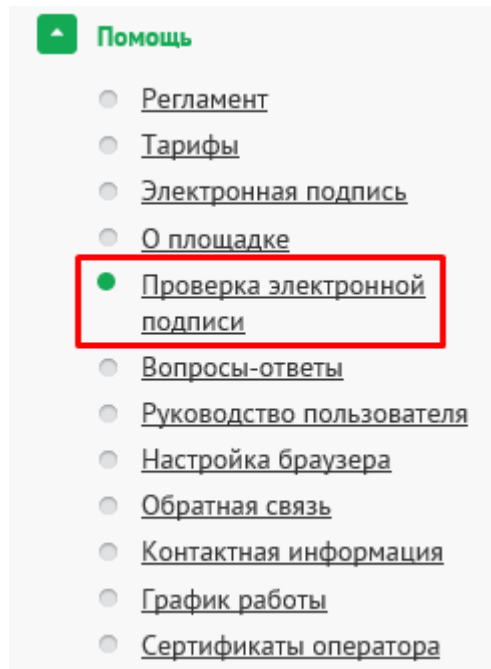 Помощь
Регламент
Тарифы
Электронная подпись
О площадке
Проверка электронной
подписи
Вопросы-ответы
Руководство пользователя
Настройка браузера
Обратная связь
Контактная информация
График работы
Сертификаты оператора